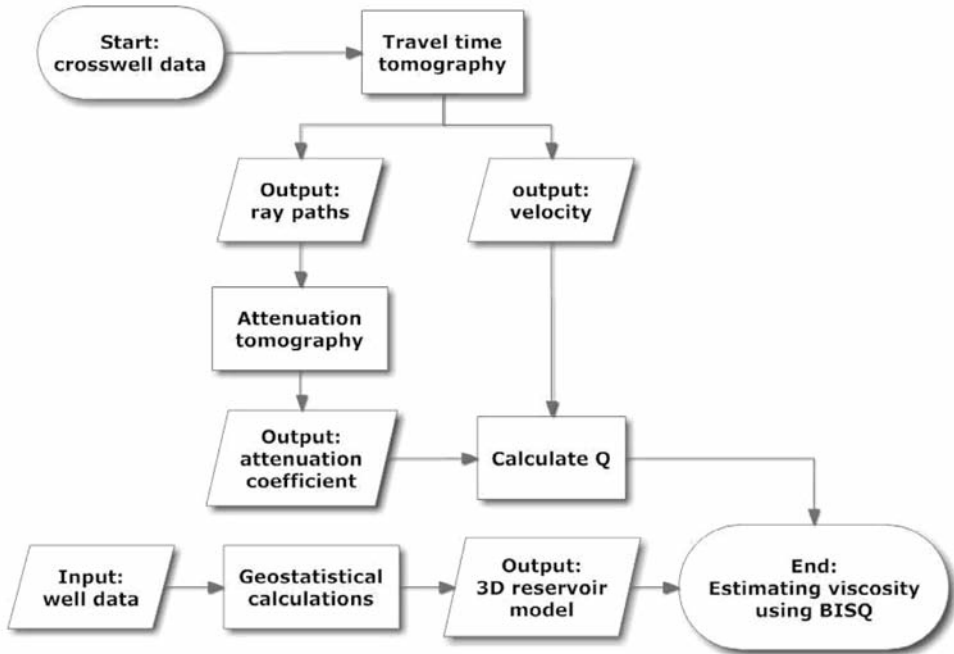 Start:
crosswell data
Travel time
tomography
Output:
ray paths
output:
velocity
Attenuation
tomography
Output:
attenuation
coefficient
Calculate Q
Input:
well data
Geostatistical
calculations
Output:
3D reservoir
model
End:
Estimating viscosity
using BISQ